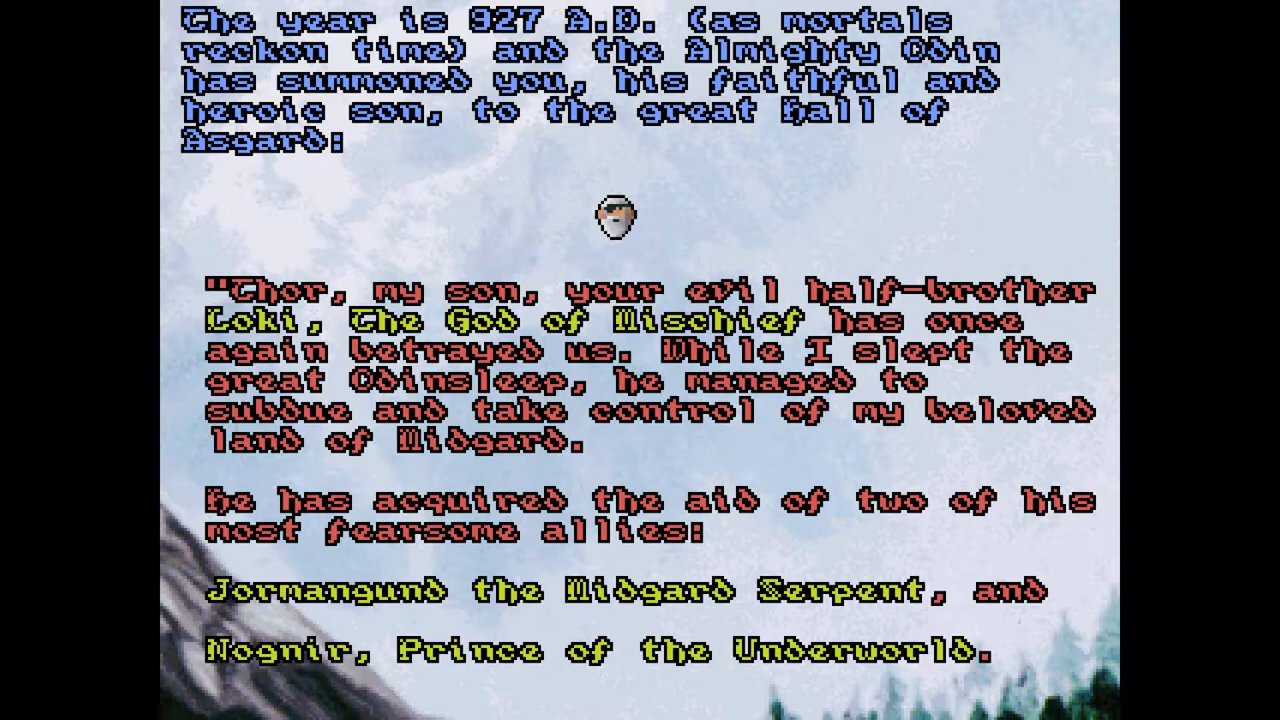 The year is 927 A.D. (as mortals
reckon time) and the Almighty Odin
has summoned you, his faithful and
heroic son, to the great Hall of
Asgard:
"Thor, my son, your evil half-brother
Loki, The God of Mischief has once
again betrayed us. While I slept the
great Odinsleep, he managed to
subdue and take control of my beloved
land of Midgard.
He has acquired the aid of two of his
most fearsome allies:
Jormangund the Midgard Serpent, and
Nognir, Prince of the Underworld.